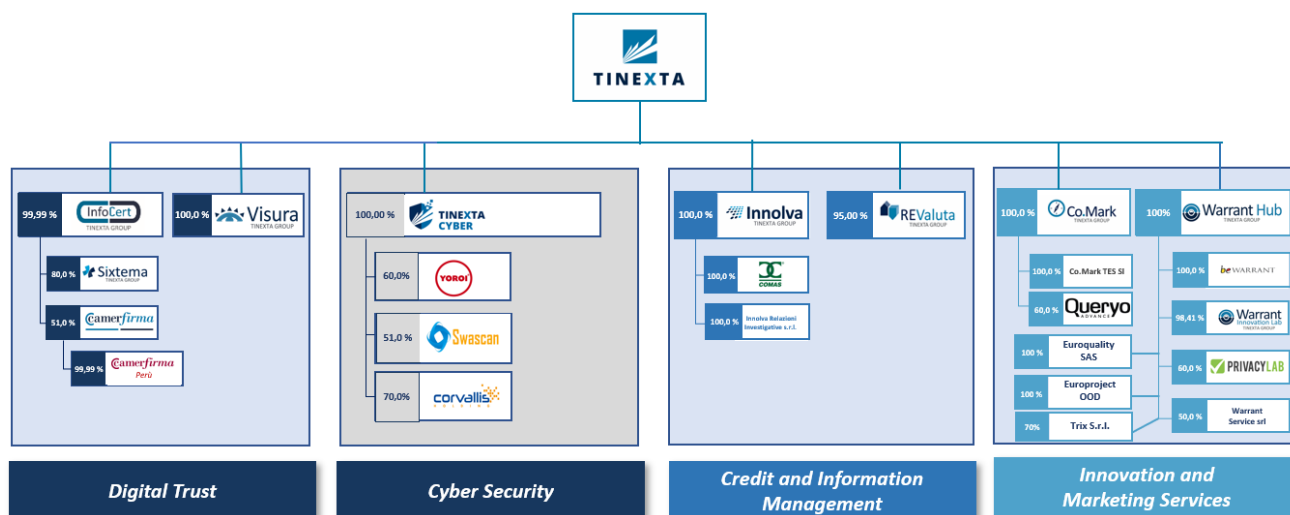 TINEXTA
99,99 %
InfoCert
TINEXTA GROUP
100,0 %
Visura
TINEXTA GROUP
80,0 %
Sixtema
TINEXTA GROUP
51,0 %
Camerfirma
99,99 %
Camerfirma
Perù
Digital Trust
100,00 %
TINEXTA
CYBER
60,0%
YOROI
51,0 %
Swascan
70,0%
corvallis
HOLDING
Cyber Security
100,0 %
Innolva
TINEXTA GROUP
95,00 %
REValuta
TINEXTA GROUP
100,0 %
COMAS
100,0 %
Innolva Relazioni
Investigative s.r.l.
Credit and Information
Management
100,0 %
Co.Mark
TINEXTA GROUP
100%
Warrant Hub
TINEXTA GROUP
100,0 %
Co.Mark TES Sl
60,0 %
Queryo
ADVANCE
100 %
Euroquality
SAS
100 %
Europroject
OOD
70%
Trix S.r.l.
100,0 %
beWARRANT
98,41 %
Warrant
Innovation Lab
TINEXTA GROUP
60,0 %
PRIVACYLAB
50,0 %
Warrant
Service srl
Innovation and
Marketing Services